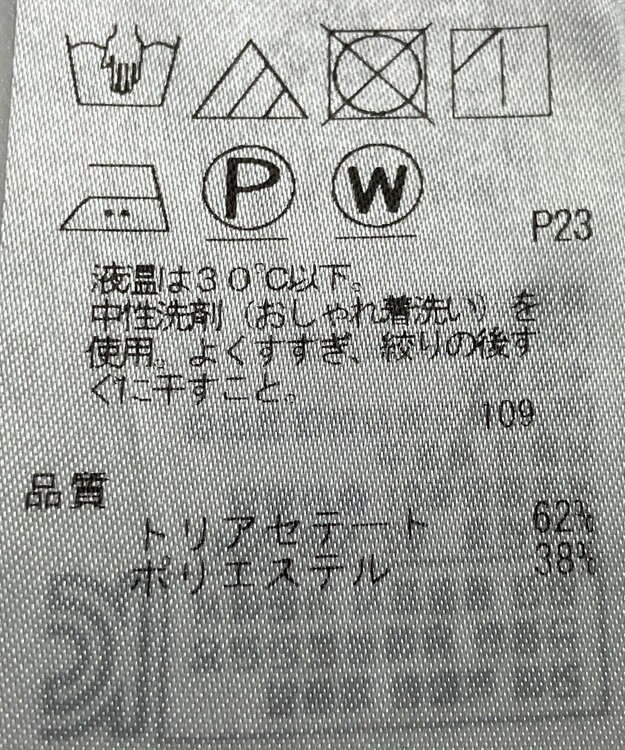 P W
P23
液温は30℃以下。
中性洗剤（おしゃれ着洗い）を
使用。よくすすぎ、絞りの後す
ぐに干すこと。
109
品質
トリアセテート 62%
ポリエステル 38%